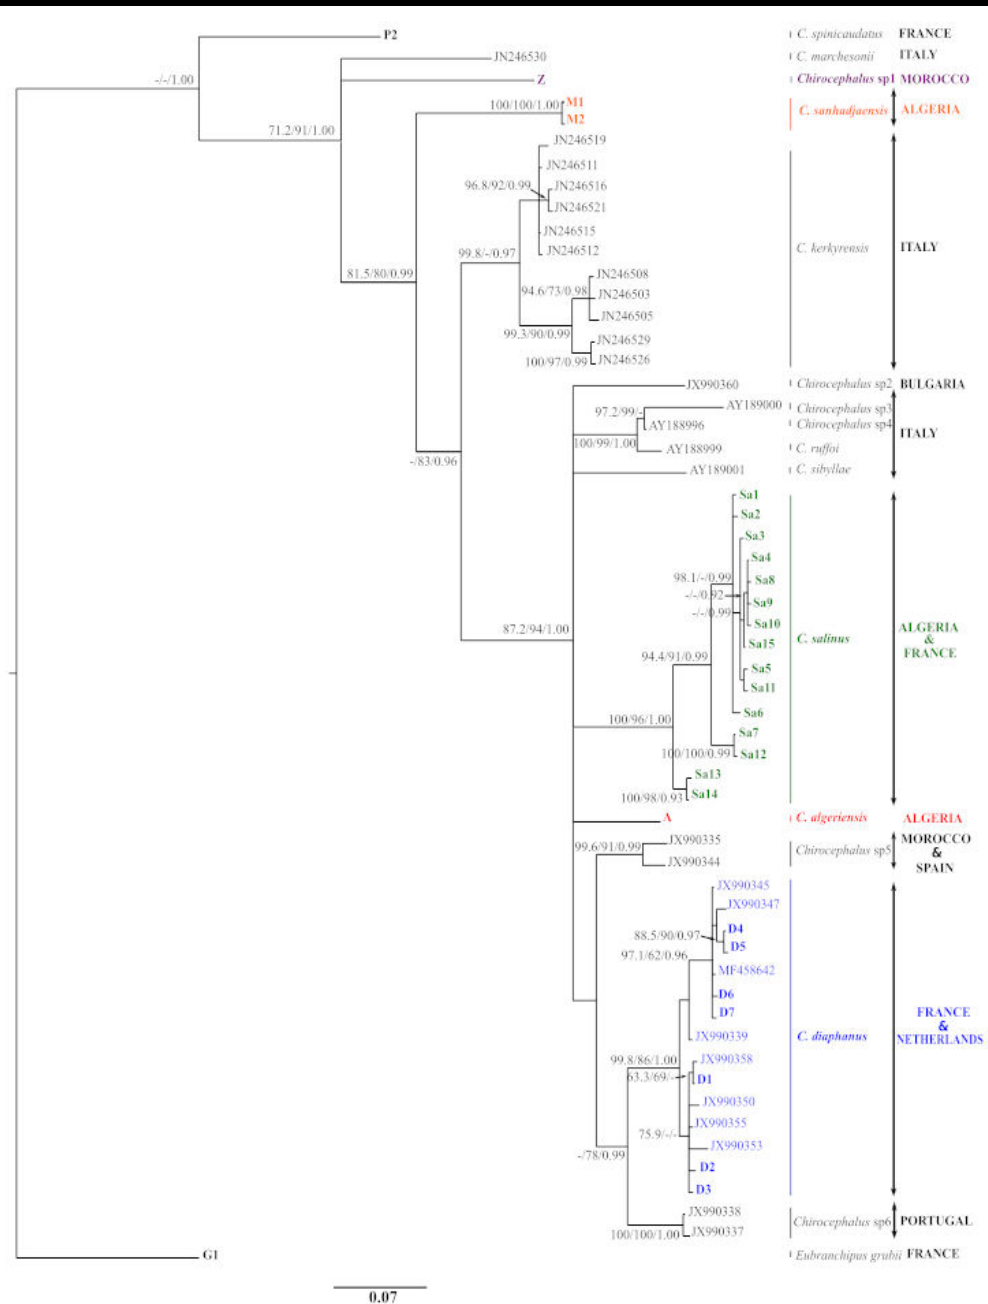 P2 C. spinicaudatus FRANCE
JN246530 C. marchesonii ITALY
-/-/1.00
Z Chirocephalus sp1 MOROCCO
100/100/1.00 M1
M2 C. sanhadjaensis ALGERIA
71.2/91/1.00
JN246519
JN246511
96.8/92/0.99 JN246516
JN246521
JN246515
JN246512
C. kerkyrensis ITALY
99.8/-/0.97
81.5/80/0.99
JN246508
94.6/73/0.98 JN246503
JN246505
99.3/90/0.99
JN246529
100/97/0.99 JN246526
JX990360 Chirocephalus sp2 BULGARIA
AY189000 Chirocephalus sp3
97.2/99/-
AY188996 Chirocephalus sp4
ITALY
100/99/1.00
AY188999 C. ruffoi
-/83/0.96
AY189001 C. sibyllae
Sa1
Sa2
Sa3
Sa4
98.1/-/0.99 Sa8
-/-/0.92
Sa9
-/-/0.99
Sa10
87.2/94/1.00
C. salinus
ALGERIA
&
FRANCE
Sa15
94.4/91/0.99
Sa5
Sa11
Sa6
100/96/1.00
Sa7
100/100/0.99 Sa12
Sa13
100/98/0.93 Sa14
A C. algeriensis ALGERIA
JX990335
99.6/91/0.99
JX990344
Chirocephalus sp5
MOROCCO
&
SPAIN
JX990345
JX990347
D4
88.5/90/0.97
D5
97.1/62/0.96
MF458642
D6
D7
JX990339
C. diaphanus
FRANCE
&
NETHERLANDS
99.8/86/1.00
JX990358
63.3/69/-
D1
JX990350
JX990355
75.9/-/-
JX990353
-/78/0.99
D2
D3
JX990338
100/100/1.00 JX990337
Chirocephalus sp6 PORTUGAL
G1 Eubranchipus grubii FRANCE
0.07